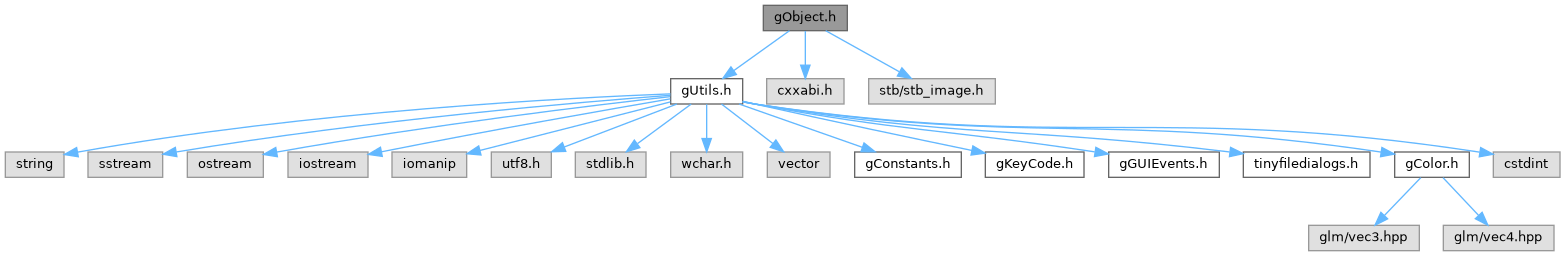 gObject.h
gUtils.h
cxxabi.h
stb/stb_image.h
string
sstream
ostream
iostream
iomanip
utf8.h
stdlib.h
wchar.h
vector
gConstants.h
gKeyCode.h
gGUIEvents.h
tinyfiledialogs.h
gColor.h
cstdint
glm/vec3.hpp
glm/vec4.hpp